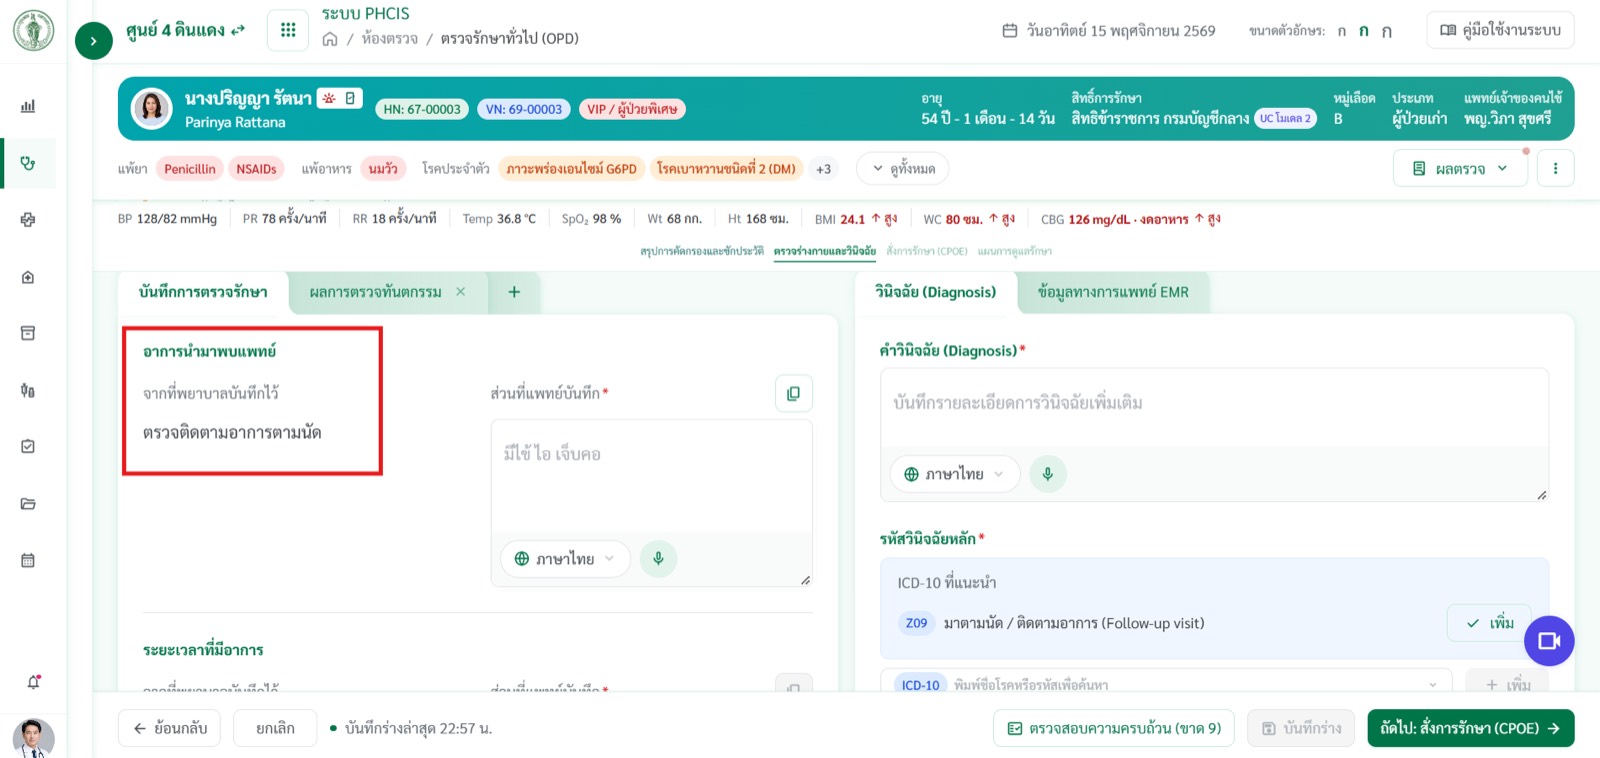 ศูนย์ 4 ดินแดง
ระบบ PHCIS
/ ห้องตรวจ / ตรวจรักษาทั่วไป (OPD)
วันอาทิตย์ 15 พฤศจิกายน 2569
ขนาดตัวอักษร: ก ก ก
คู่มือใช้งานระบบ
นางปริญญา รัตนา
Parinya Rattana
HN: 67-00003
VN: 69-00003
VIP / ผู้ป่วยพิเศษ
อายุ
54 ปี - 1 เดือน - 14 วัน
สิทธิ์การรักษา
สิทธิข้าราชการ กรมบัญชีกลาง UC โมเดล 2
หมู่เลือด
B
ประเภท
ผู้ป่วยเก่า
แพทย์เจ้าของคนไข้
พญ.วิภา สุขศรี
แพ้ยา Penicillin NSAIDs แพ้อาหาร นมวัว โรคประจำตัว ภาวะพร่องเอนไซม์ G6PD โรคเบาหวานชนิดที่ 2 (DM) +3 ดูทั้งหมด
ผลตรวจ
BP 128/82 mmHg PR 78 ครั้ง/นาที RR 18 ครั้ง/นาที Temp 36.8 °C SpO₂ 98 % Wt 68 กก. Ht 168 ซม. BMI 24.1 ↑ สูง WC 80 ซม. ↑ สูง CBG 126 mg/dL · งดอาหาร ↑ สูง
สรุปการคัดกรองและซักประวัติ ตรวจร่างกายและวินิจฉัย สั่งการรักษา (CPOE) แผนการดูแลรักษา
บันทึกการตรวจรักษา
ผลการตรวจทันตกรรม ×
+
อาการนำมาพบแพทย์
จากที่พยาบาลบันทึกไว้
ตรวจติดตามอาการตามนัด
ส่วนที่แพทย์บันทึก*
มีไข้ ไอ เจ็บคอ
ภาษาไทย
ระยะเวลาที่มีอาการ
จากที่พยาบาลบันทึกไว้
ส่วนที่แพทย์บันทึก*
วินิจฉัย (Diagnosis)
ข้อมูลทางการแพทย์ EMR
คำวินิจฉัย (Diagnosis)*
บันทึกรายละเอียดการวินิจฉัยเพิ่มเติม
ภาษาไทย
รหัสวินิจฉัยหลัก*
ICD-10 ที่แนะนำ
Z09 มาตามนัด / ติดตามอาการ (Follow-up visit)
เพิ่ม
ICD-10 พิมพ์ชื่อโรคหรือรหัสเพื่อค้นหา
+ เพิ่ม
← ย้อนกลับ
ยกเลิก
• บันทึกร่างล่าสุด 22:57 น.
ตรวจสอบความครบถ้วน (ขาด 9)
บันทึกร่าง
ถัดไป: สั่งการรักษา (CPOE) →